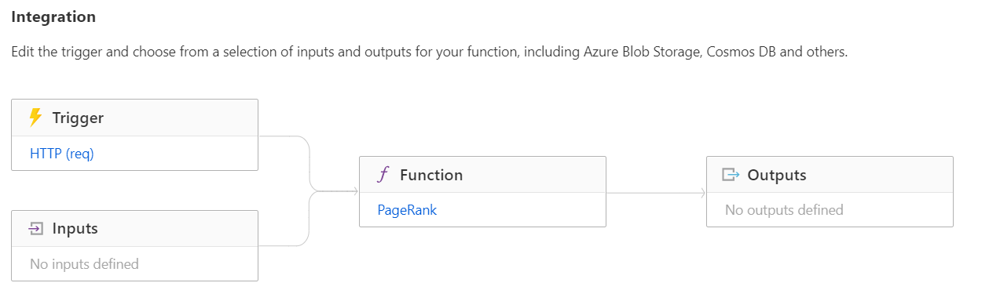 Integration
Edit the trigger and choose from a selection of inputs and outputs for your function, including Azure Blob Storage, Cosmos DB and others.
Trigger
HTTP (req)
Inputs
No inputs defined
Function
PageRank
Outputs
No outputs defined